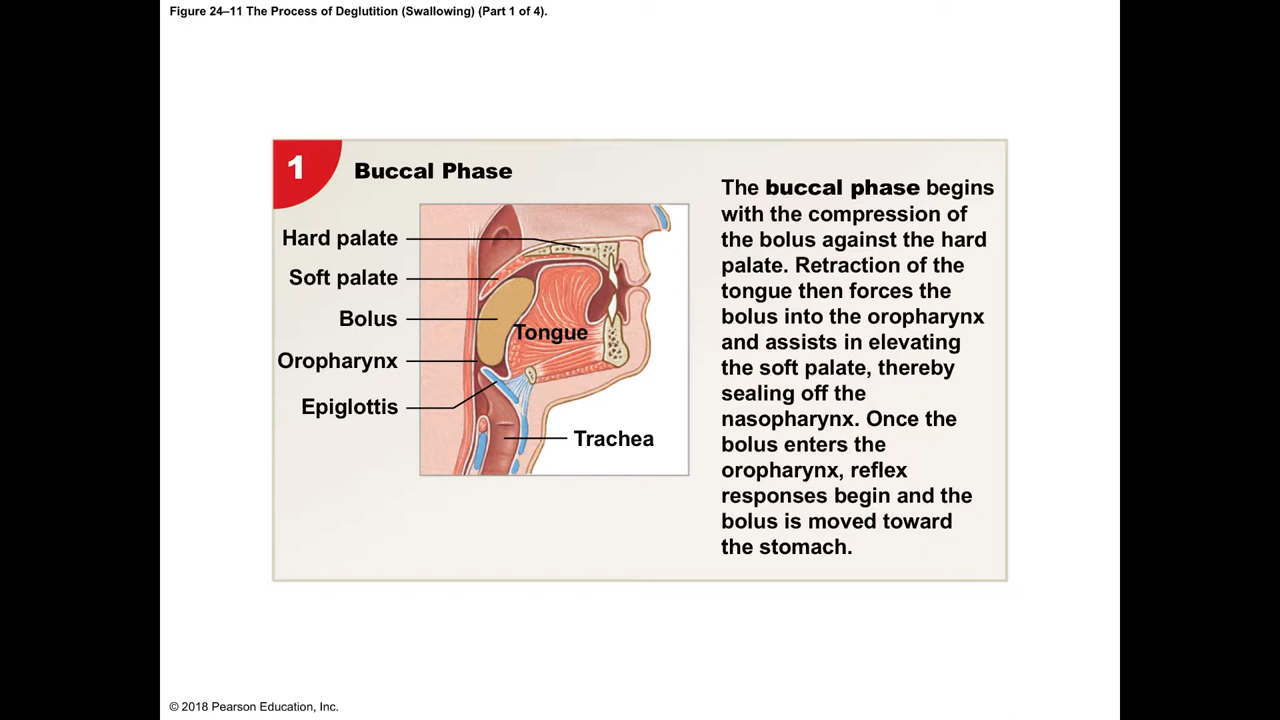 Figure 24–11 The Process of Deglutition (Swallowing) (Part 1 of 4).
1
Buccal Phase
Hard palate
Soft palate
Bolus
Tongue
Oropharynx
Epiglottis
Trachea
The buccal phase begins
with the compression of
the bolus against the hard
palate. Retraction of the
tongue then forces the
bolus into the oropharynx
and assists in elevating
the soft palate, thereby
sealing off the
nasopharynx. Once the
bolus enters the
oropharynx, reflex
responses begin and the
bolus is moved toward
the stomach.
© 2018 Pearson Education, Inc.